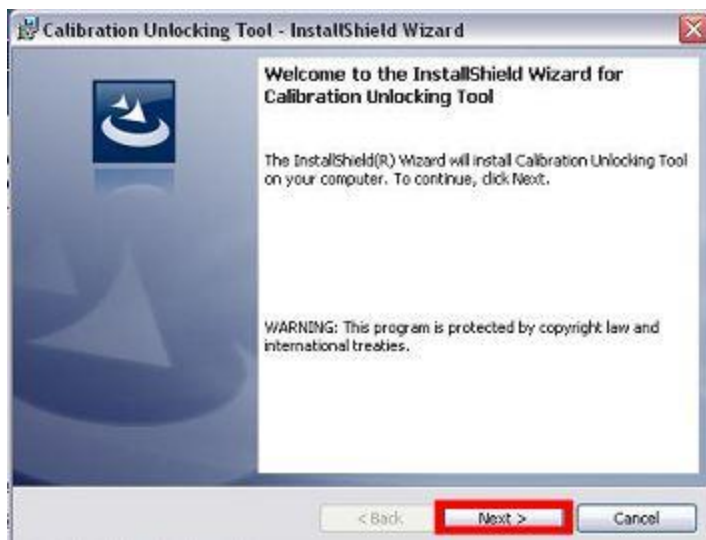 Calibration Unlocking Tool - InstallShield Wizard
Welcome to the InstallShield Wizard for
Calibration Unlocking Tool
The InstallShield(R) Wizard will install Calibration Unlocking Tool
on your computer. To continue, click Next.
WARNING: This program is protected by copyright law and
international treaties.
< Back
Next >
Cancel